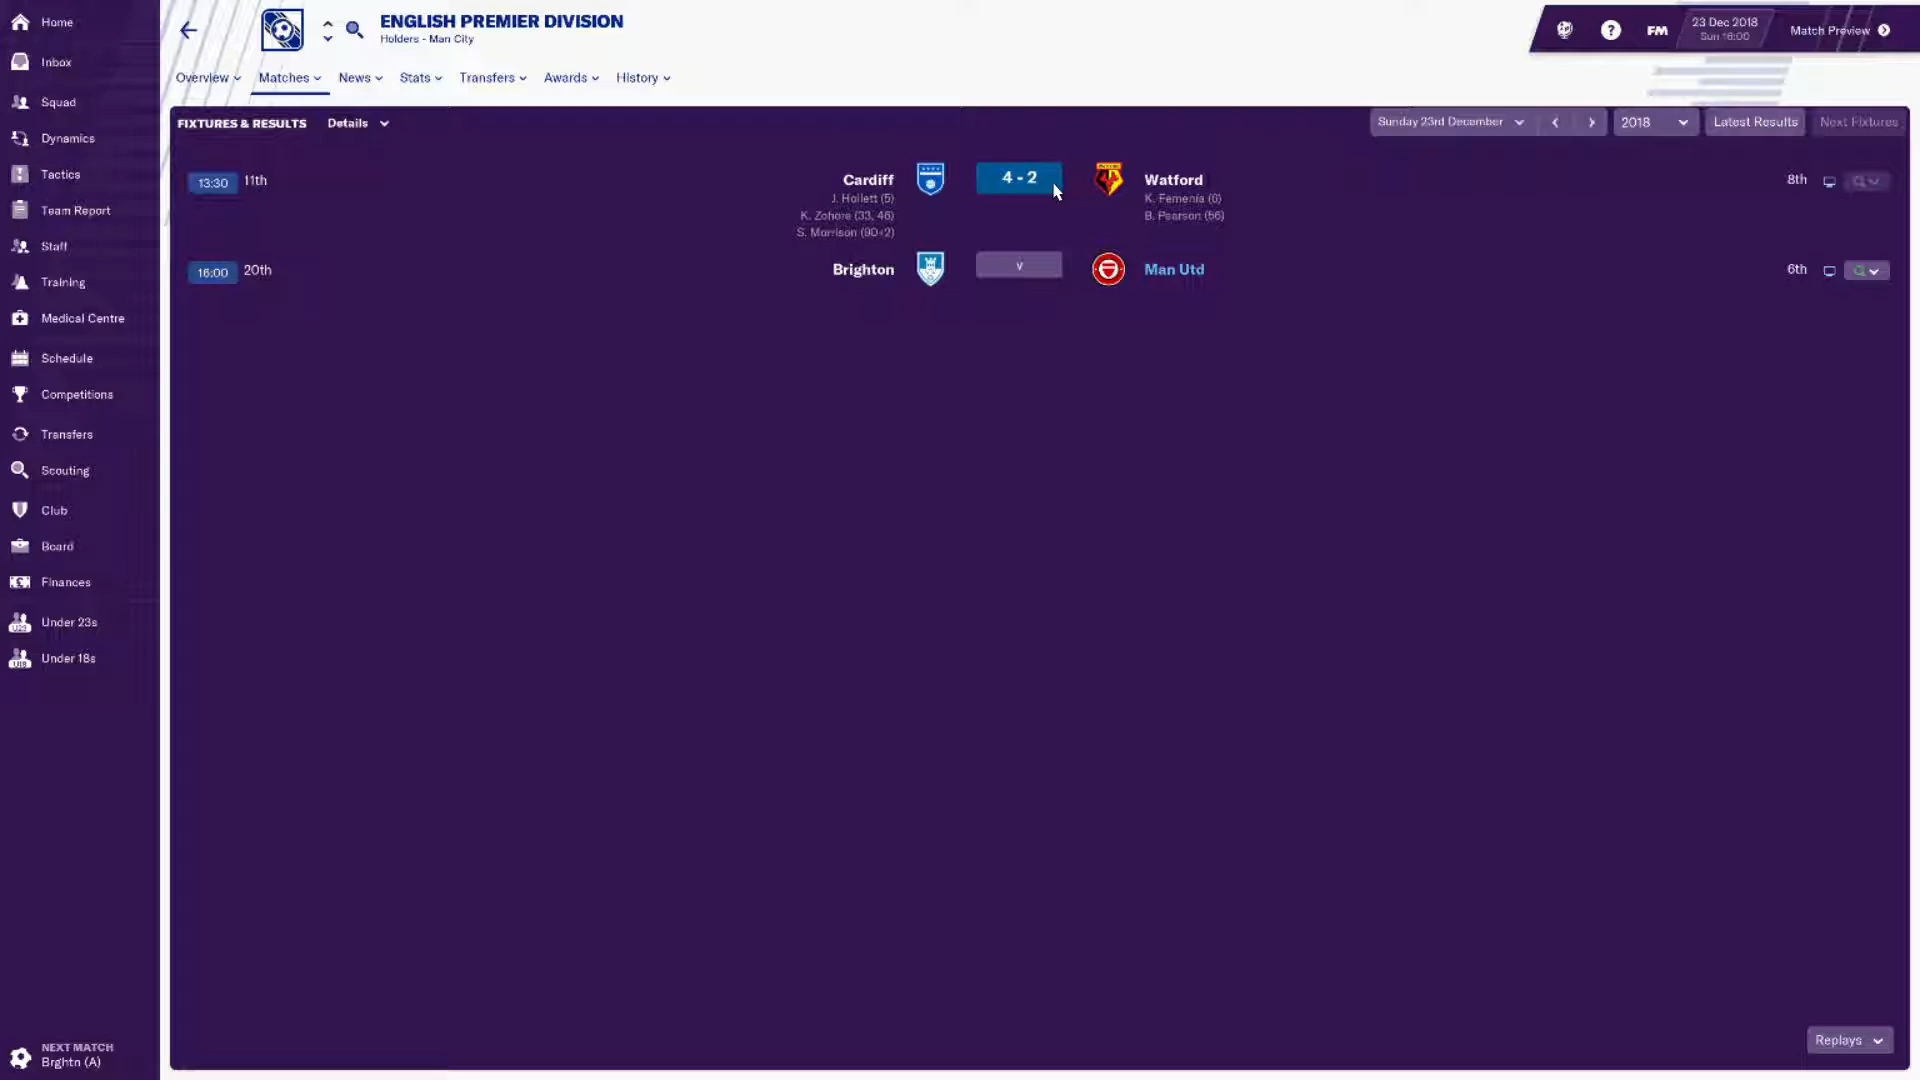 Home
Inbox
Squad
Dynamics
Tactics
Team Report
Staff
Training
Medical Centre
Schedule
Competitions
Transfers
Scouting
Club
Board
Finances
Under 23s
Under 18s
NEXT MATCH
Brghtn (A)
ENGLISH PREMIER DIVISION
Holders - Man City
FM
23 Dec 2018
Sun 16:00
Match Preview
Overview Matches News Stats Transfers Awards History
FIXTURES & RESULTS Details
Sunday 23rd December 2018 Latest Results Next Fixtures
13:30 11th Cardiff 4 - 2 Watford 8th
J. Hoilett (5) K. Femenía (6)
K. Zohore (33, 46) B. Pearson (56)
S. Morrison (90+2)
16:00 20th Brighton v Man Utd 6th
Replays